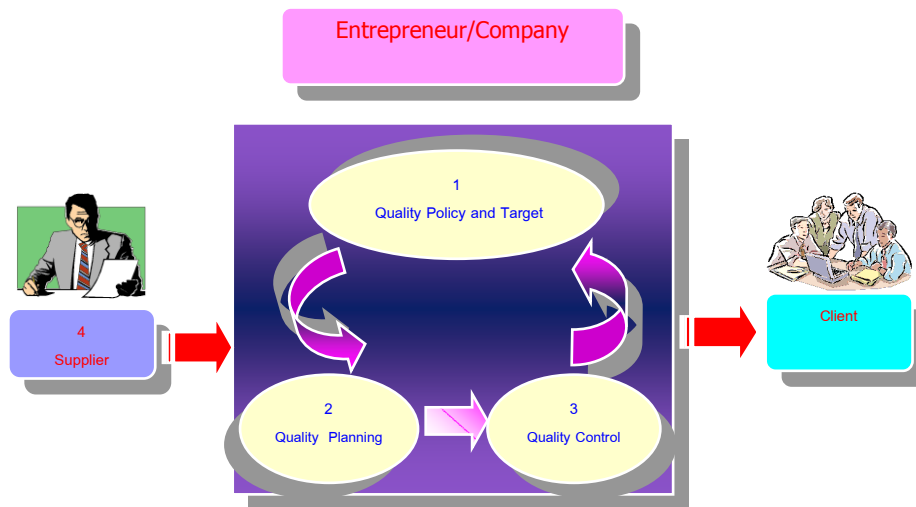 Entrepreneur/Company
1
Quality Policy and Target
4
Supplier
Client
2
Quality Planning
3
Quality Control